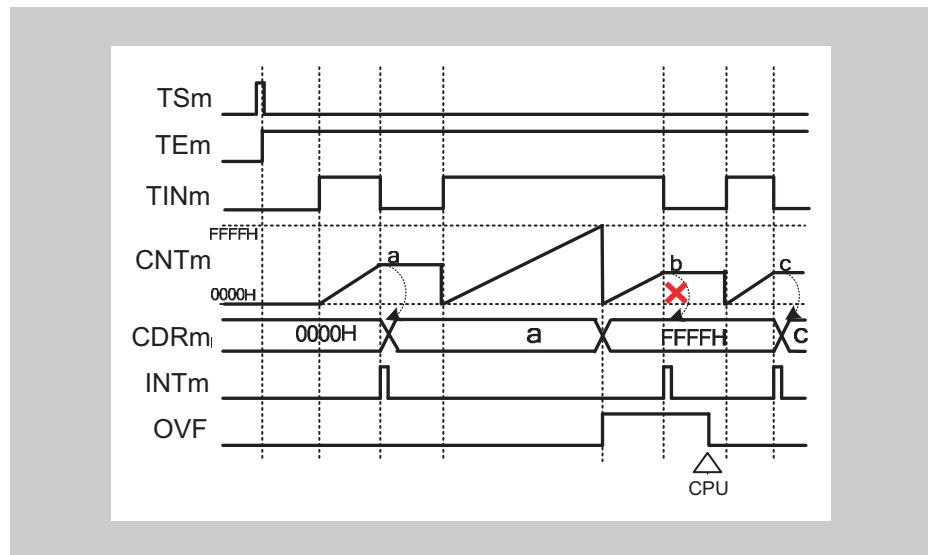 TSm
TEm
TINm
FFFFH
CNTm
a
b
c
0000H
CDRm
0000H
a
FFFFH
c
INTm
OVF
CPU